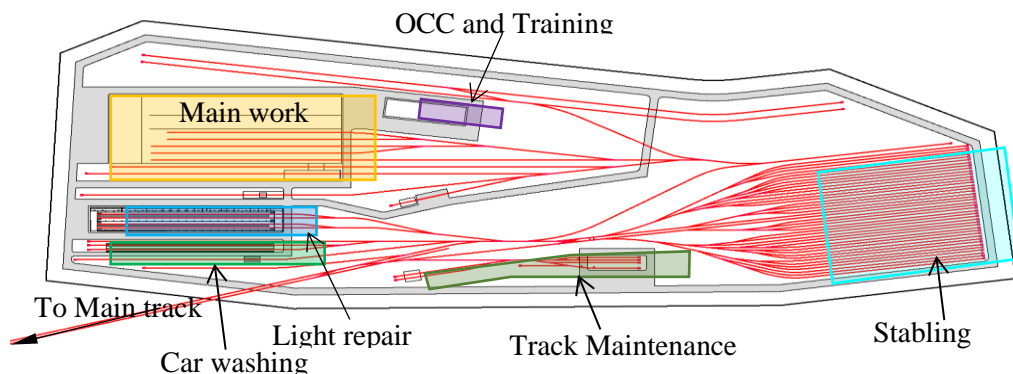 OCC and Training
Main work
To Main track
Light repair
Car washing
Track Maintenance
Stabling